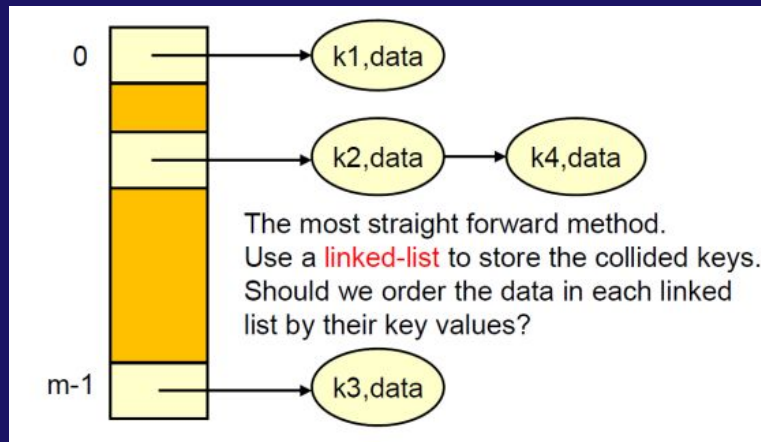 0
k1,data
k2,data
k4,data
The most straight forward method.
Use a linked-list to store the collided keys.
Should we order the data in each linked
list by their key values?
m-1
k3,data